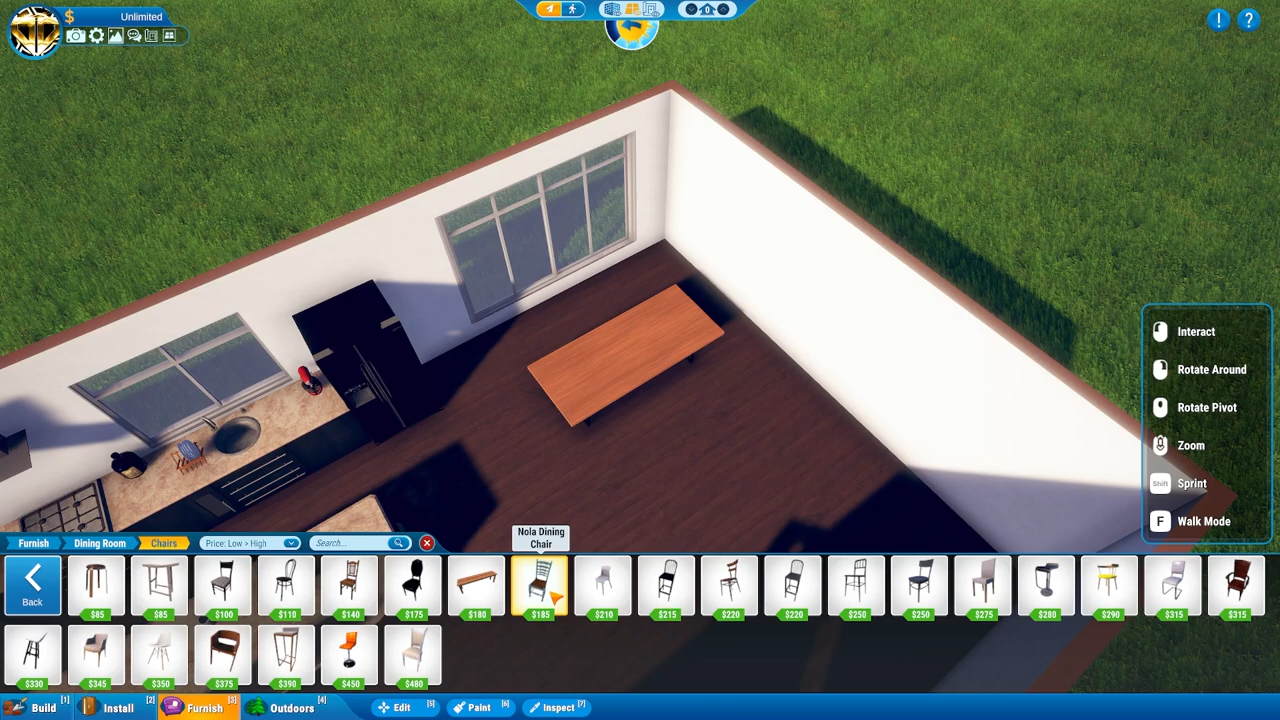 $ Unlimited
0
! ?
Interact
Rotate Around
Rotate Pivot
Zoom
Shift Sprint
F Walk Mode
Nola Dining
Chair
Furnish Dining Room Chairs Price: Low > High Search...
Back $85 $85 $100 $110 $140 $175 $180 $185 $210 $215 $220 $220 $250 $250 $275 $280 $290 $315 $315
$330 $345 $350 $375 $390 $450 $480
Build [1] Install [2] Furnish [3] Outdoors [4] Edit [5] Paint [6] Inspect [7]